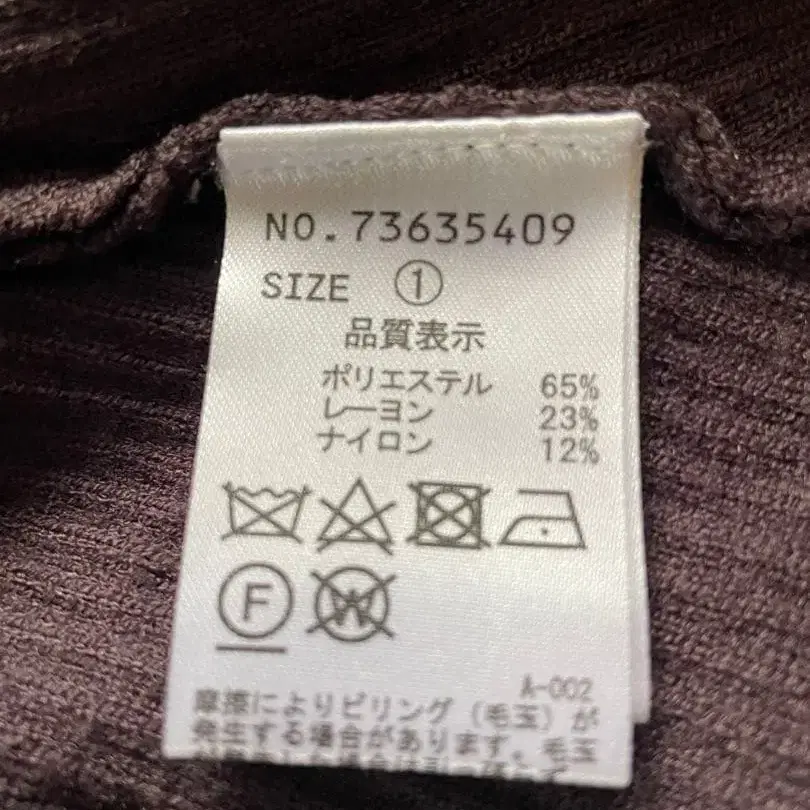 NO.73635409
SIZE ①
品質表示
ポリエステル 65%
レーヨン 23%
ナイロン 12%
F W
A-002
摩擦によりピリング(毛玉)が
発生する場合があります。毛玉